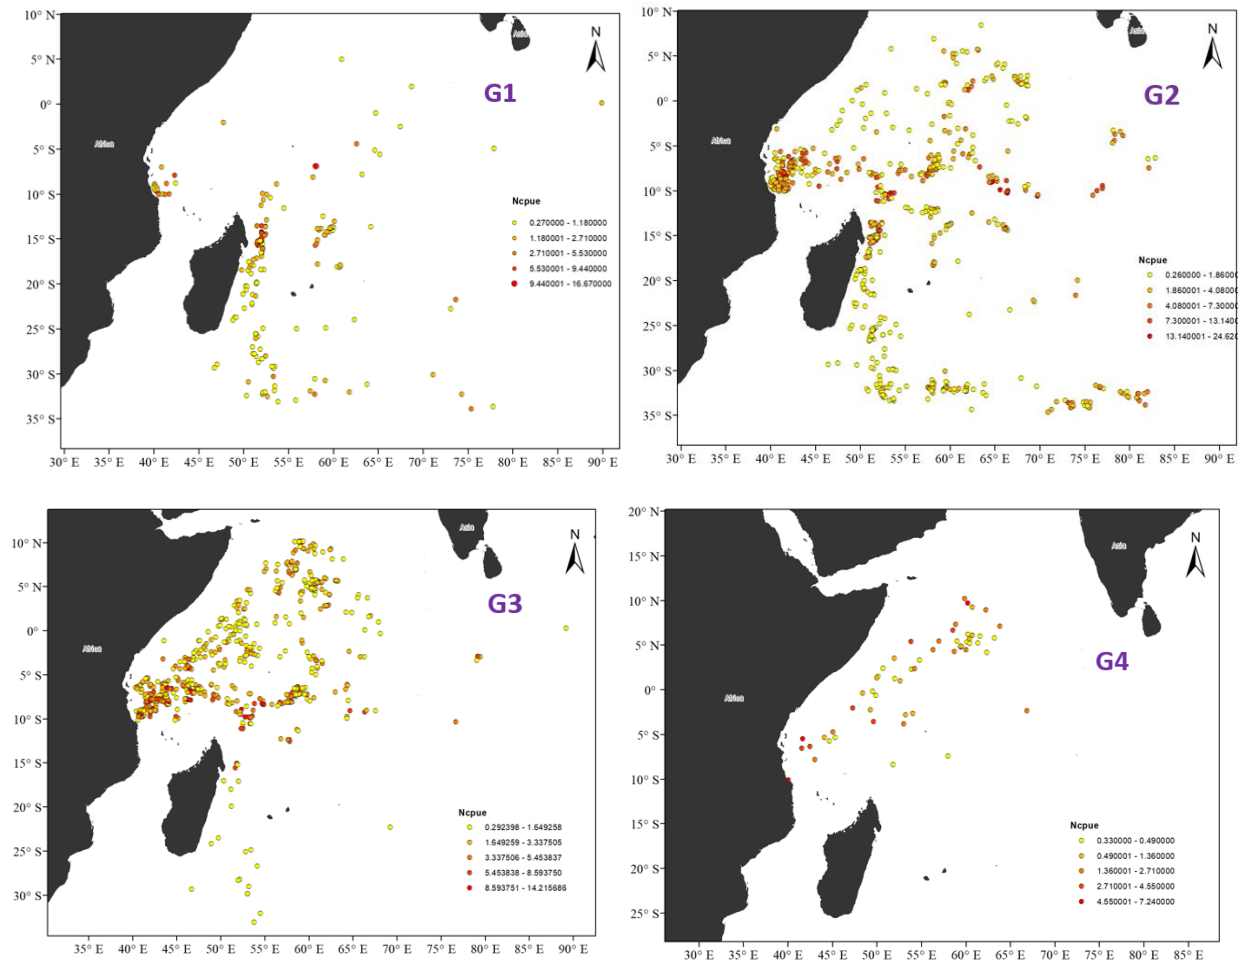 10° N
5° N
0°
5° S
10° S
15° S
20° S
25° S
30° S
35° S
30° E 35° E 40° E 45° E 50° E 55° E 60° E 65° E 70° E 75° E 80° E 85° E 90° E
Africa
Asia
N
G1
Ncpue
0.270000 - 1.180000
1.180001 - 2.710000
2.710001 - 5.530000
5.530001 - 9.440000
9.440001 - 16.670000
10° N
5° N
0°
5° S
10° S
15° S
20° S
25° S
30° S
35° S
30° E 35° E 40° E 45° E 50° E 55° E 60° E 65° E 70° E 75° E 80° E 85° E 90° E
Africa
Asia
N
G2
Ncpue
0.260000 - 1.86000
1.860001 - 4.08000
4.080001 - 7.30000
7.300001 - 13.1400
13.140001 - 24.620
10° N
5° N
0°
5° S
10° S
15° S
20° S
25° S
30° S
35° E 40° E 45° E 50° E 55° E 60° E 65° E 70° E 75° E 80° E 85° E 90° E
Africa
Asia
N
G3
Ncpue
0.292398 - 1.649258
1.649259 - 3.337505
3.337506 - 5.453837
5.453838 - 8.593750
8.593751 - 14.215686
20° N
15° N
10° N
5° N
0°
5° S
10° S
15° S
20° S
25° S
30° E 35° E 40° E 45° E 50° E 55° E 60° E 65° E 70° E 75° E 80° E 85° E
Africa
Asia
N
G4
Ncpue
0.330000 - 0.490000
0.490001 - 1.360000
1.360001 - 2.710000
2.710001 - 4.550000
4.550001 - 7.240000